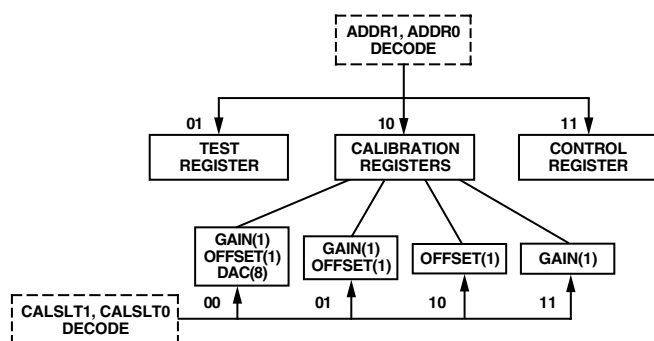 ADDR1, ADDR0
DECODE
01
10
11
TEST
REGISTER
CALIBRATION
REGISTERS
CONTROL
REGISTER
GAIN(1)
OFFSET(1)
DAC(8)
GAIN(1)
OFFSET(1)
OFFSET(1)
GAIN(1)
00
01
10
11
CALSLT1, CALSLT0
DECODE